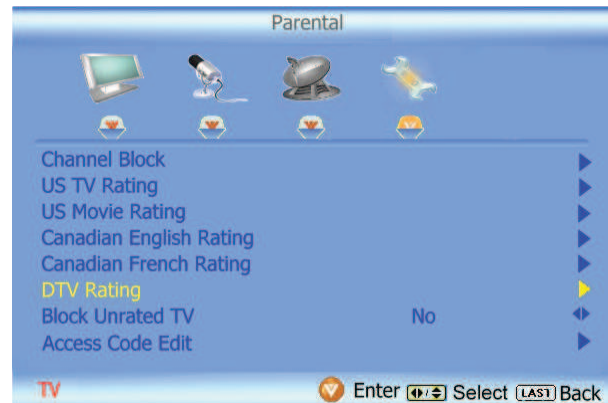 Parental
Channel Block
US TV Rating
US Movie Rating
Canadian English Rating
Canadian French Rating
DTV Rating
Block Unrated TV No
Access Code Edit
TV Enter Select LAST Back